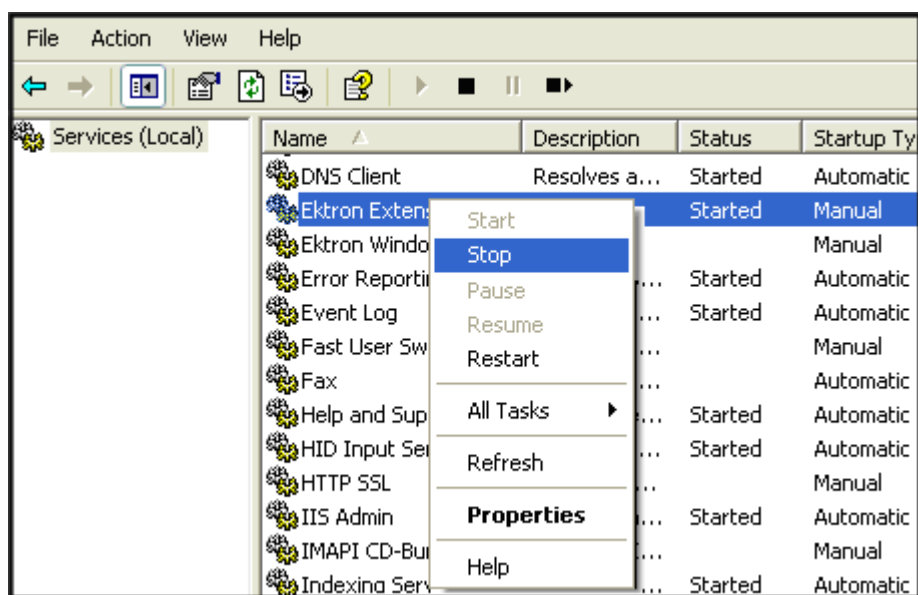 File Action View Help
Services (Local)
Name Description Status Startup Ty
DNS Client Resolves a... Started Automatic
Ektron Extens Started Manual
Ektron Windo Manual
Error Reporti ... Started Automatic
Event Log ... Started Automatic
Fast User Sw ... Manual
Fax ... Automatic
Help and Sup ... Started Automatic
HID Input Ser ... Started Automatic
HTTP SSL ... Manual
IIS Admin ... Started Automatic
IMAPI CD-Bur ... Manual
Indexing Serv ... Started Automatic
Start
Stop
Pause
Resume
Restart
All Tasks
Refresh
Properties
Help